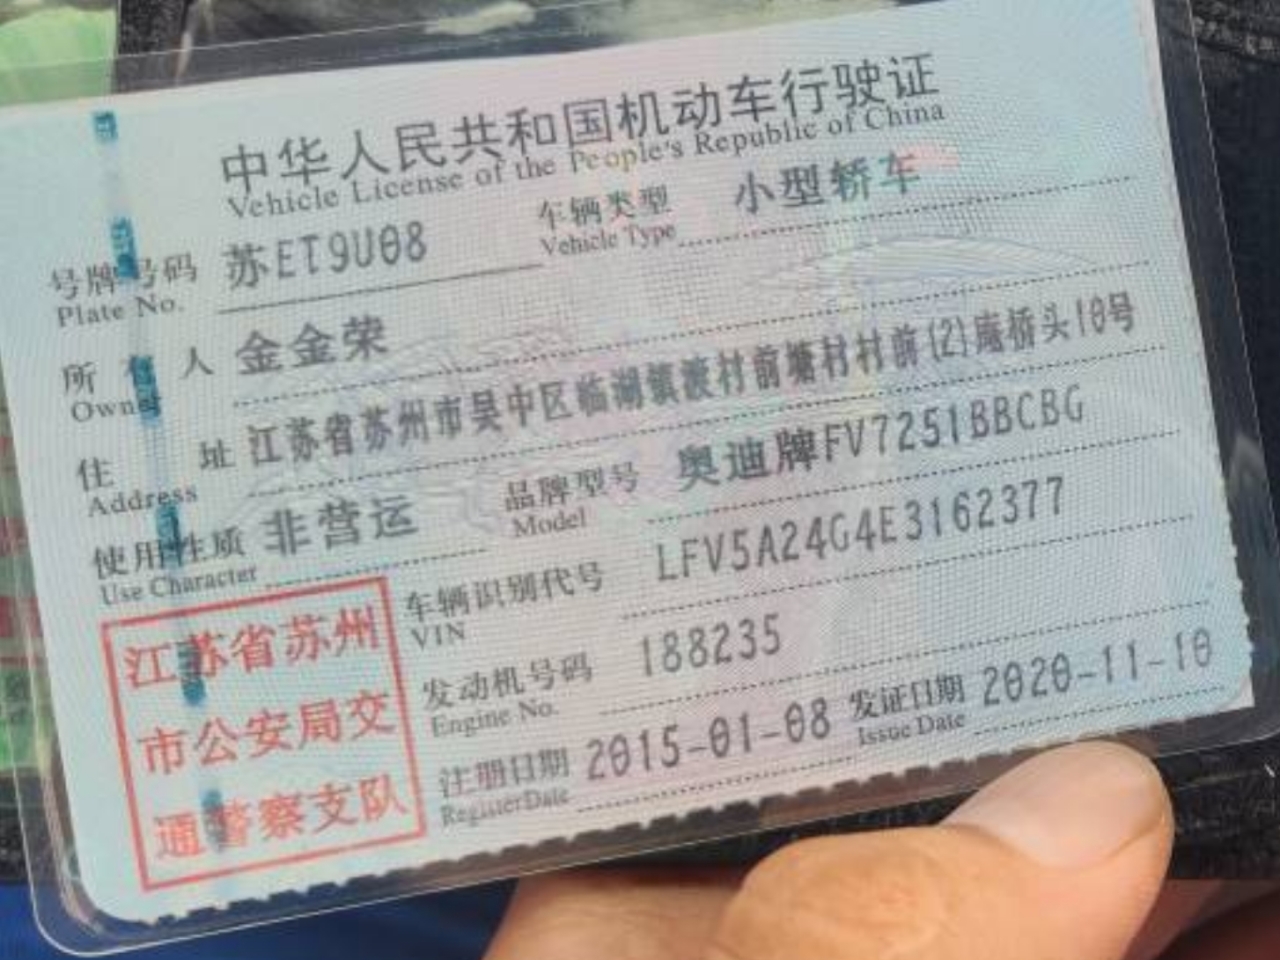 中华人民共和国机动车行驶证
Vehicle License of the People's Republic of China
号牌号码 苏ET9U08 车辆类型 小型轿车
Plate No. Vehicle Type
所有人 金金荣
Owner
住址 江苏省苏州市吴中区临湖镇渡村前塘村村前(2)庵桥头10号
Address
使用性质 非营运 品牌型号 奥迪牌FV7251BBCBG
Use Character Model
车辆识别代号 LFV5A24G4E3162377
VIN
发动机号码 188235
Engine No.
注册日期 2015-01-08 发证日期 2020-11-10
Register Date Issue Date
江苏省苏州
市公安局交
通警察支队